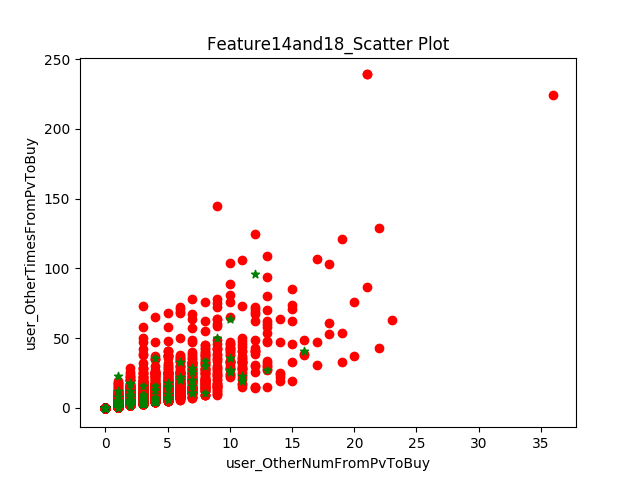 Feature14and18_Scatter Plot
250
200
150
100
50
0
user_OtherTimesFromPvToBuy
0 5 10 15 20 25 30 35
user_OtherNumFromPvToBuy